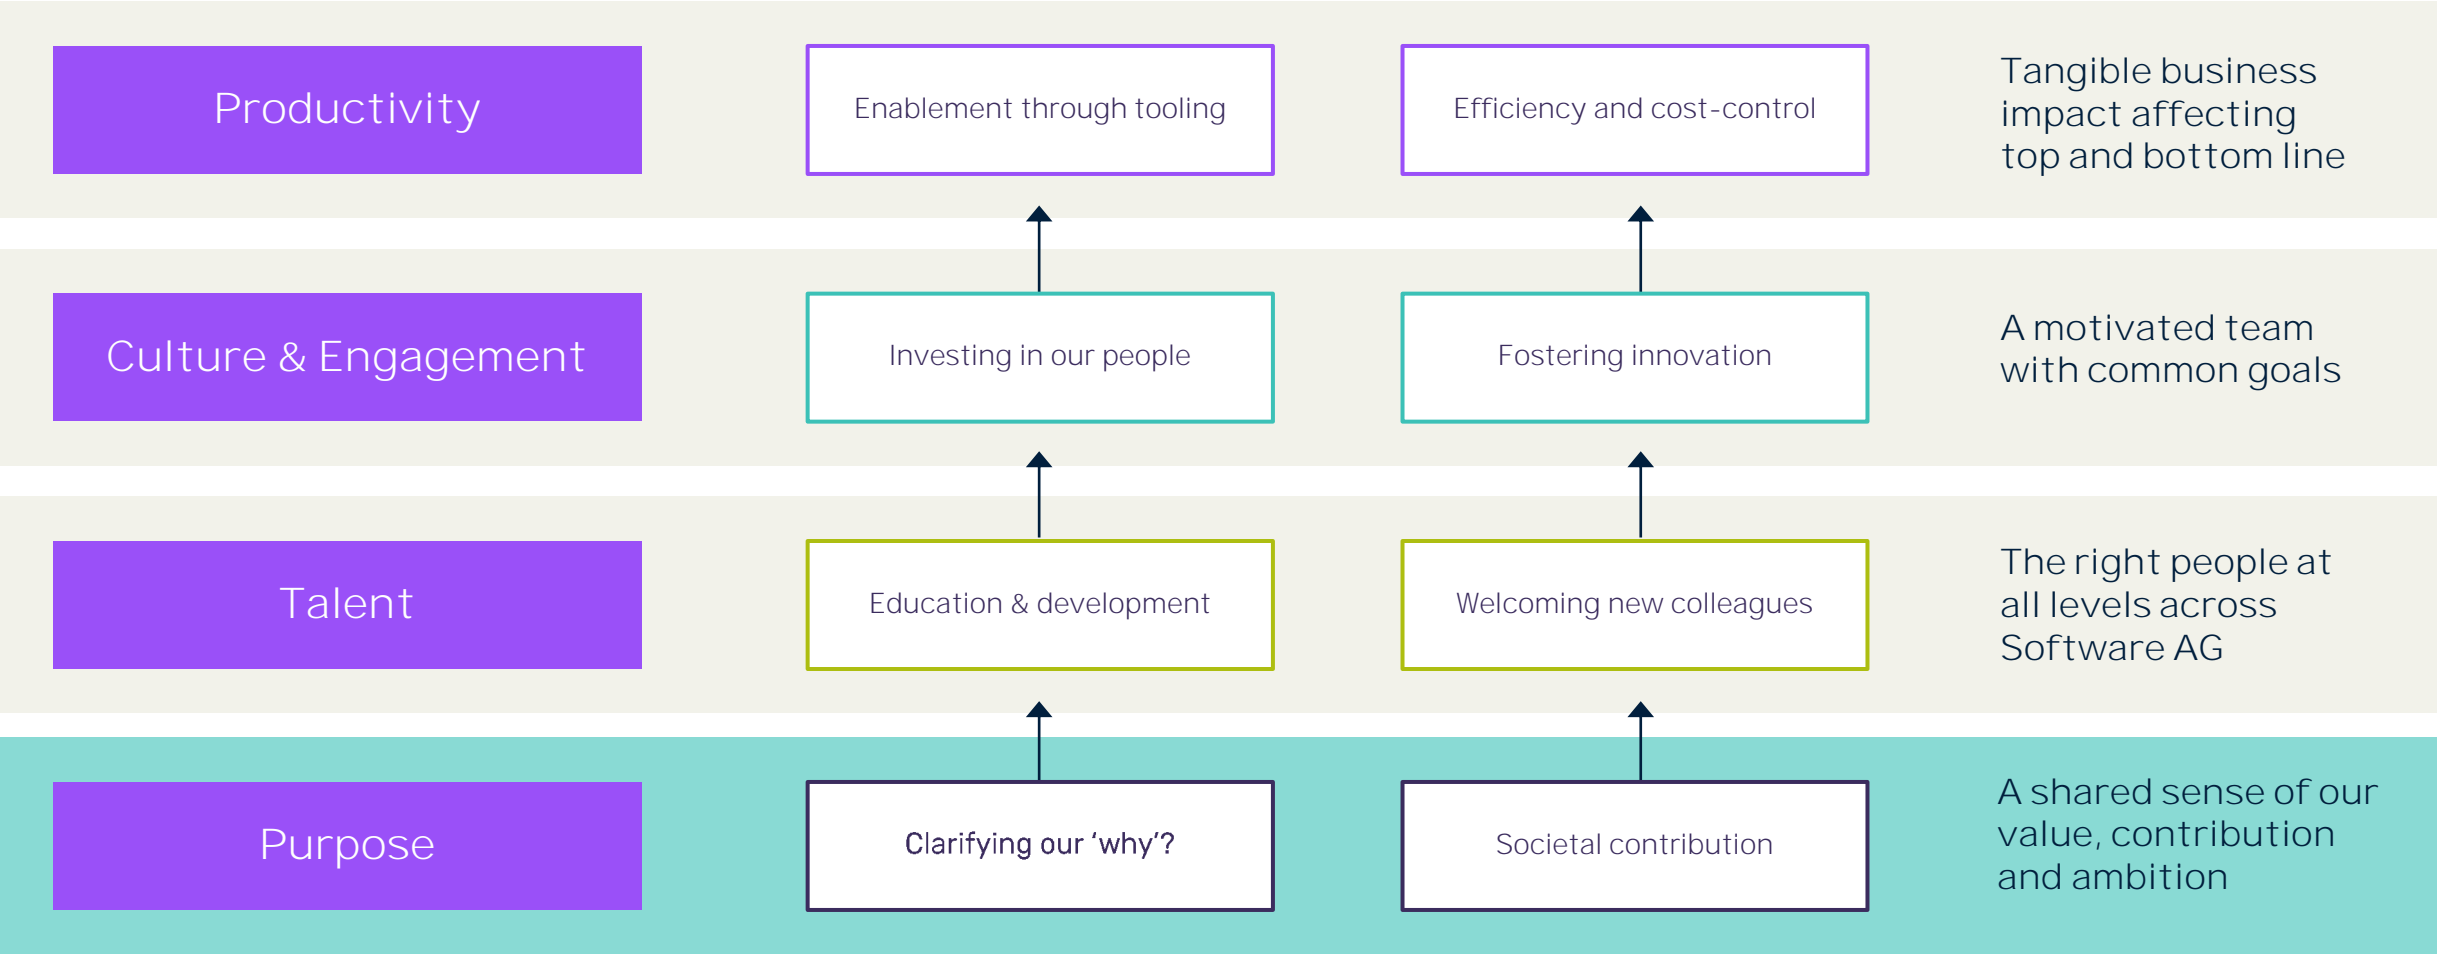 Productivity
Enablement through tooling
Efficiency and cost-control
Tangible business
impact affecting
top and bottom line
Culture & Engagement
Investing in our people
Fostering innovation
A motivated team
with common goals
Talent
Education & development
Welcoming new colleagues
The right people at
all levels across
Software AG
Purpose
Clarifying our ‘why’?
Societal contribution
A shared sense of our
value, contribution
and ambition